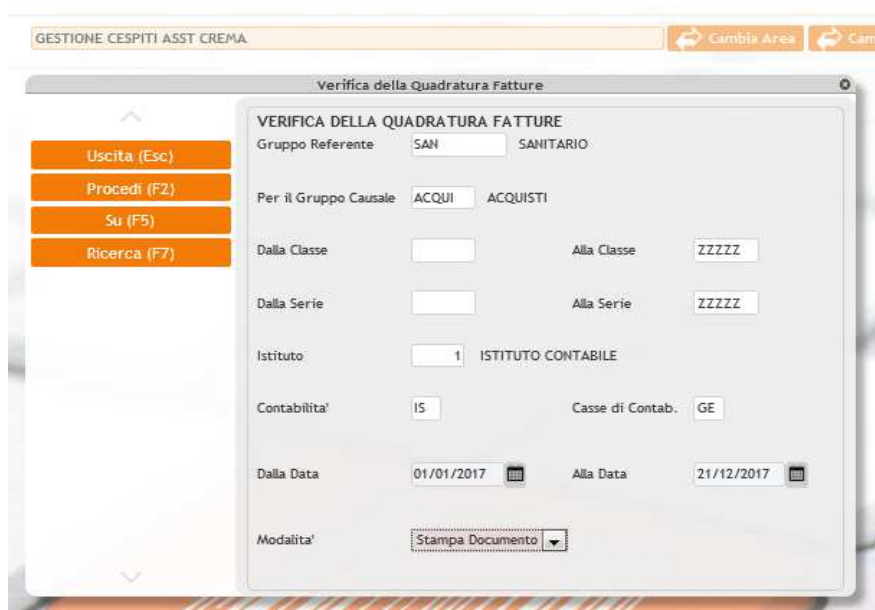 GESTIONE CESPITI ASST CREMA Cambia Area Cam
Verifica della Quadratura Fatture
Uscita (Esc)
Procedi (F2)
Su (F5)
Ricerca (F7)
VERIFICA DELLA QUADRATURA FATTURE
Gruppo Referente SAN SANITARIO
Per il Gruppo Causale ACQUI ACQUISTI
Dalla Classe Alla Classe ZZZZZ
Dalla Serie Alla Serie ZZZZZ
Istituto 1 ISTITUTO CONTABILE
Contabilita' IS Casse di Contab. GE
Dalla Data 01/01/2017 Alla Data 21/12/2017
Modalita' Stampa Documento